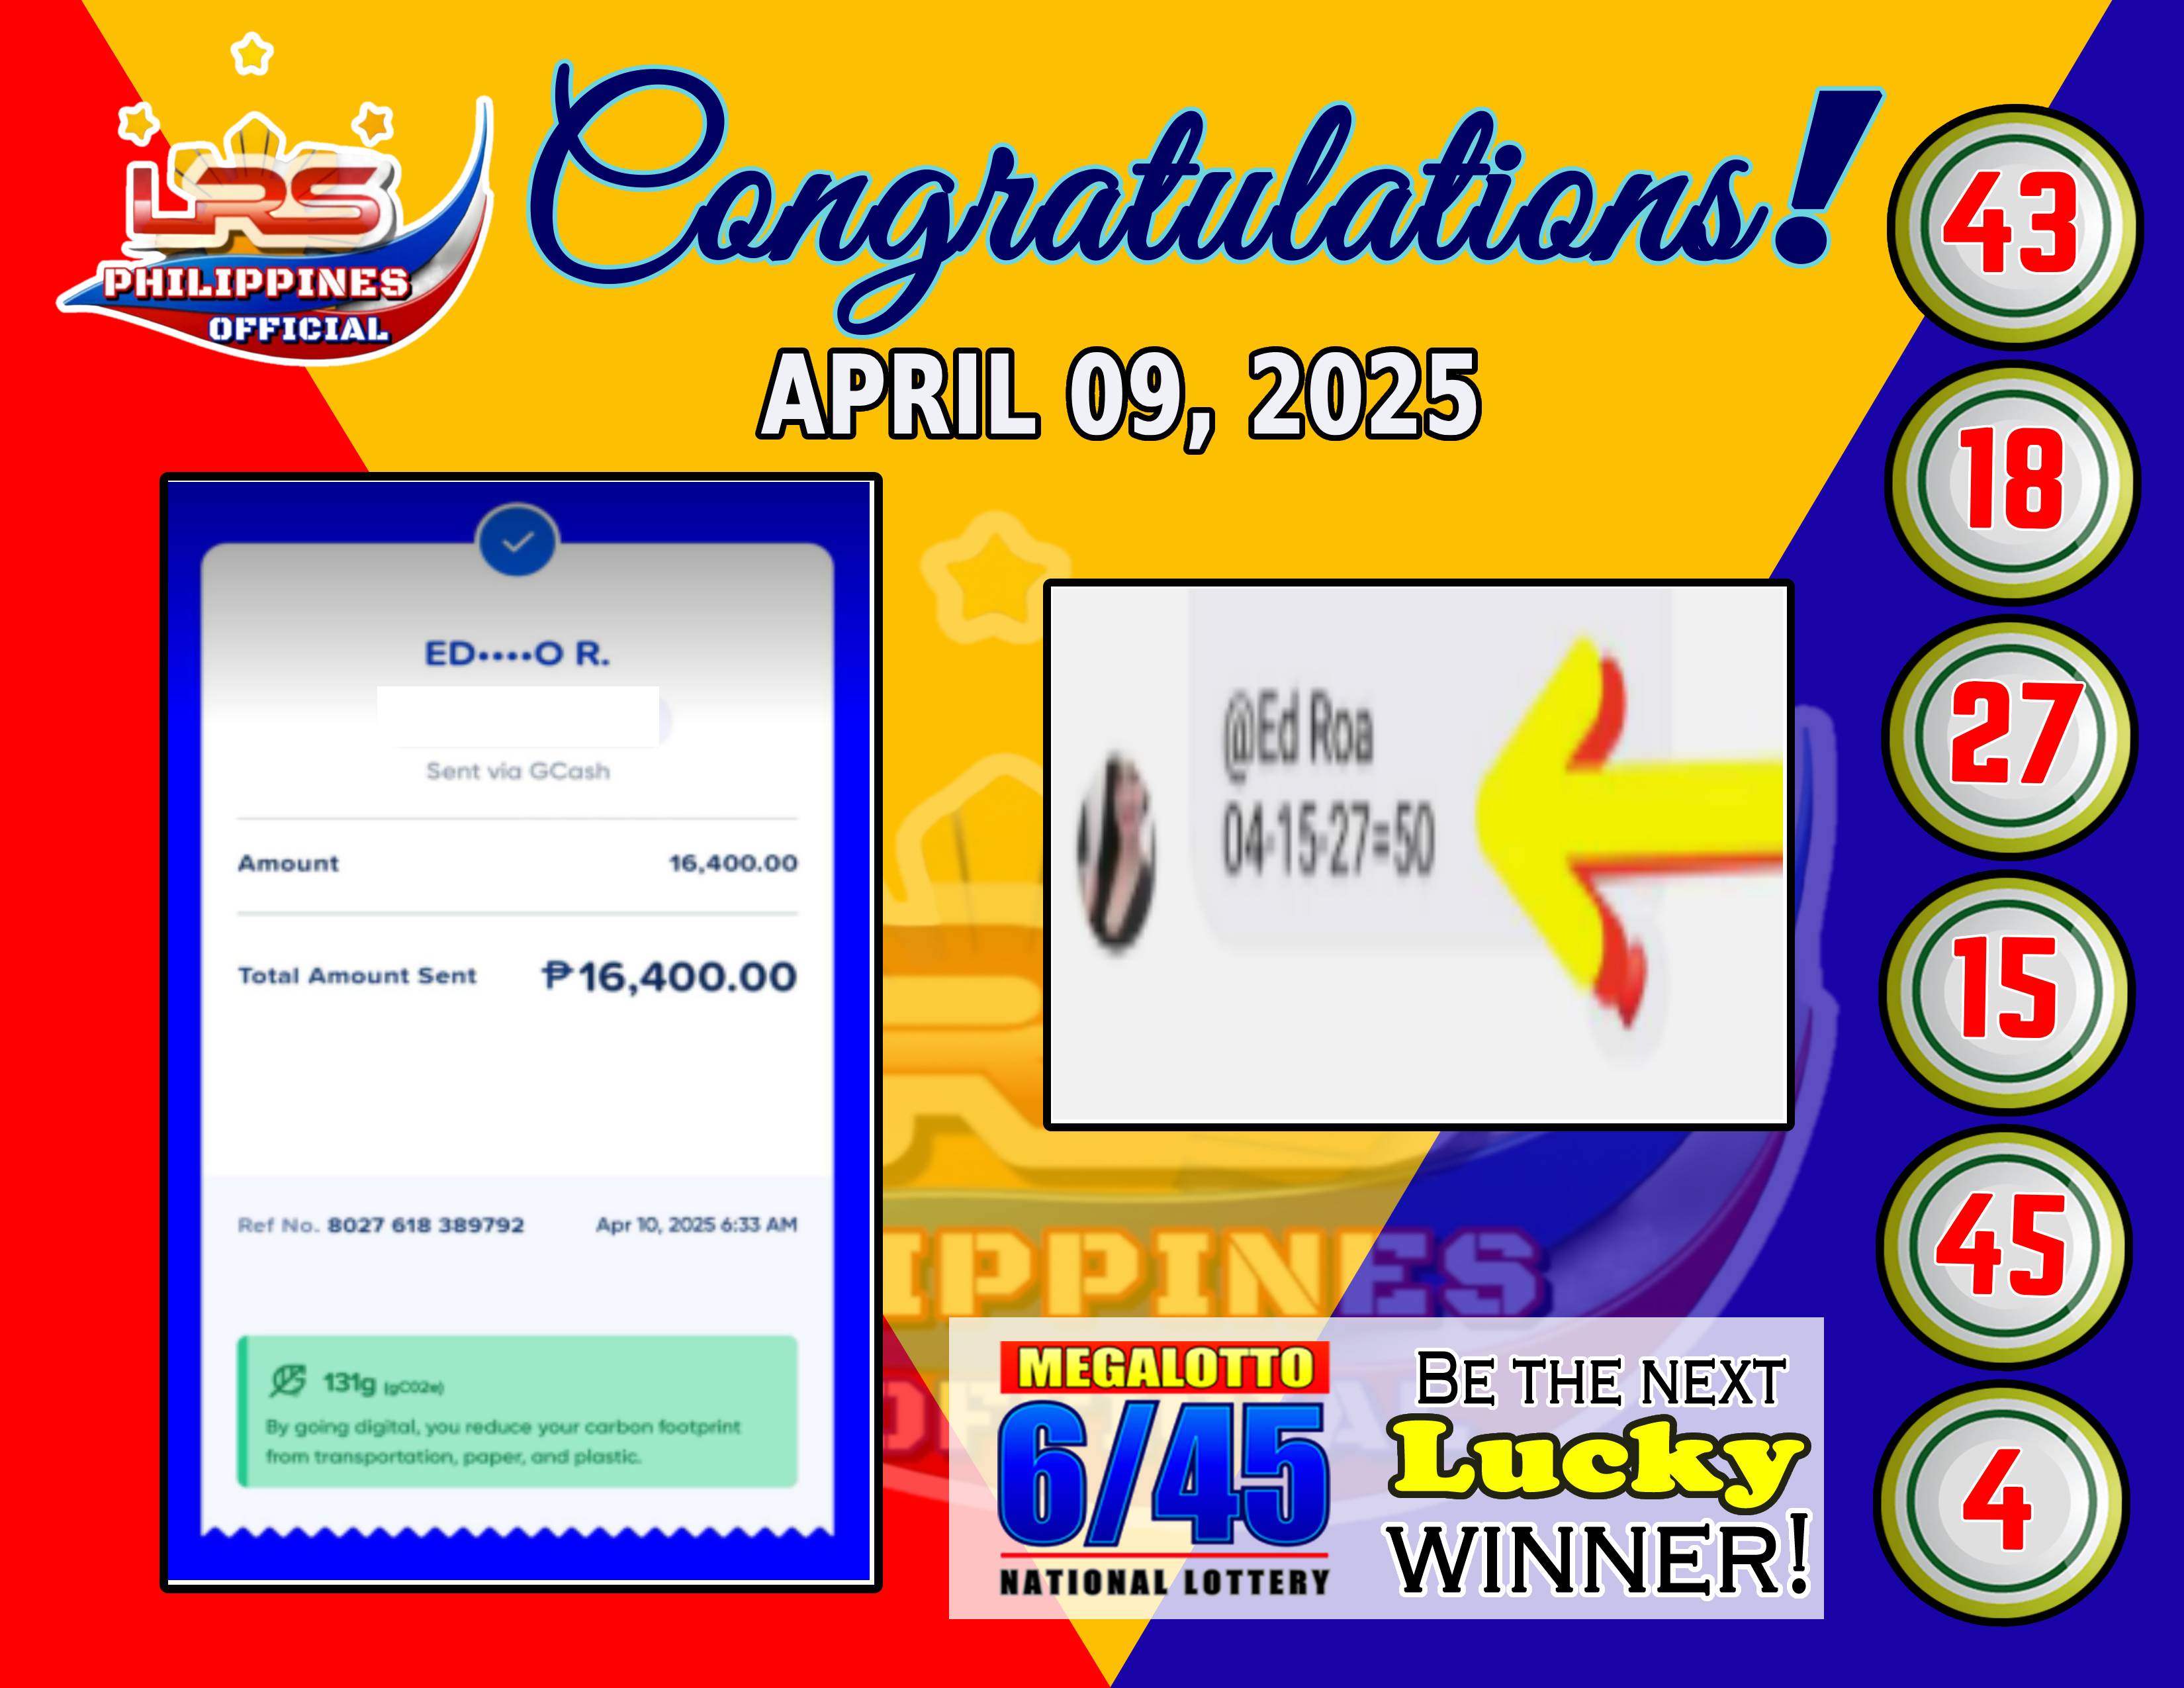 LRS
PHILIPPINES
OFFICIAL
Congratulations!
APRIL 09, 2025
ED••••O R.
Sent via GCash
Amount 16,400.00
Total Amount Sent ₱16,400.00
Ref No. 8027 618 389792 Apr 10, 2025 6:33 AM
131g (gCO2e)
By going digital, you reduce your carbon footprint
from transportation, paper, and plastic.
@Ed Roa
04-15-27=50
IPPINES
MEGALOTTO
6/45
NATIONAL LOTTERY
BE THE NEXT
Lucky
WINNER!
43
18
27
15
45
4